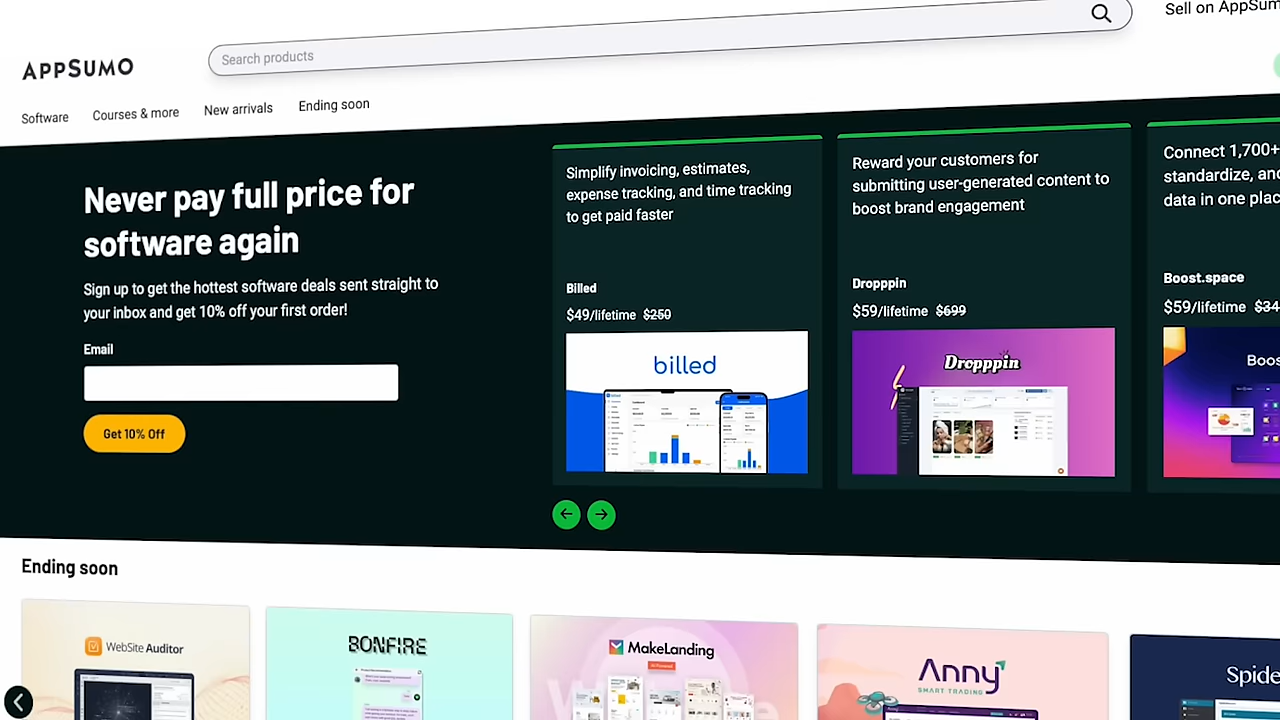 Sell on AppSum
Search products
APPSUMO
Software
Courses & more
New arrivals
Ending soon
Never pay full price for
software again
Sign up to get the hottest software deals sent straight to
your inbox and get 10% off your first order!
Email
Get 10% Off
Simplify invoicing, estimates,
expense tracking, and time tracking
to get paid faster
Billed
$49/lifetime $250
billed
Reward your customers for
submitting user-generated content to
boost brand engagement
Dropppin
$59/lifetime $699
Dropppin
Connect 1,700+
standardize, and
data in one plac
Boost.space
$59/lifetime $34
Boos
Ending soon
WebSite Auditor
BONFIRE
MakeLanding
AI Powered
Anny
SMART TRADING
Spide